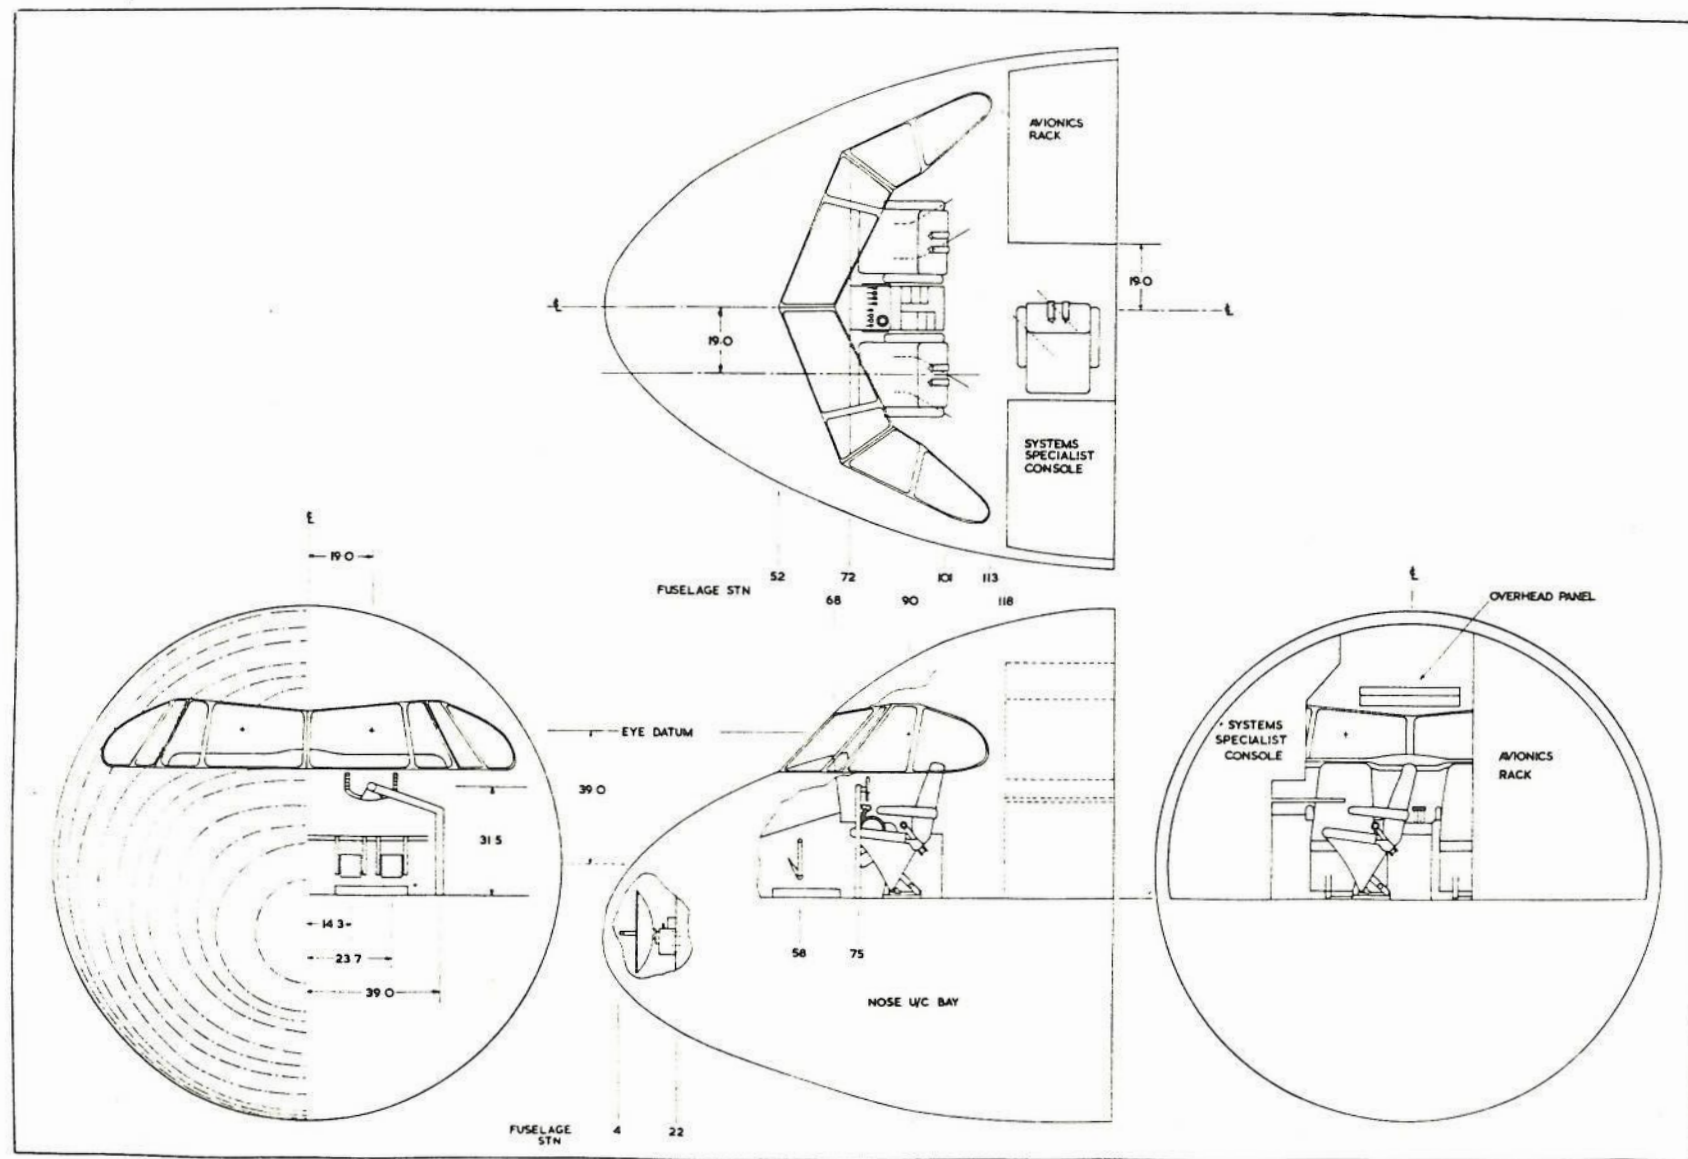 AVIONICS
RACK
℄
19.0
19.0
℄
SYSTEMS
SPECIALIST
CONSOLE
℄
19.0
FUSELAGE STN
52
72
101
113
68
90
118
℄
OVERHEAD PANEL
EYE DATUM
39.0
31.5
SYSTEMS
SPECIALIST
CONSOLE
AVIONICS
RACK
14.3
23.7
39.0
58
75
NOSE U/C BAY
FUSELAGE
STN
4
22